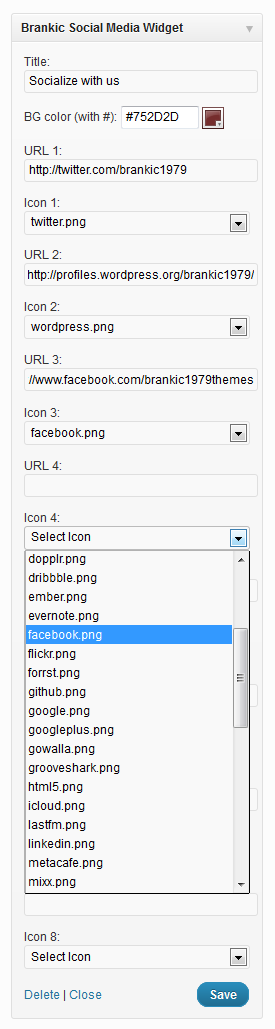 Brankic Social Media Widget
Title:
Socialize with us
BG color (with #): #752D2D
URL 1:
http://twitter.com/brankic1979
Icon 1:
twitter.png
URL 2:
http://profiles.wordpress.org/brankic1979/
Icon 2:
wordpress.png
URL 3:
//www.facebook.com/brankic1979themes
Icon 3:
facebook.png
URL 4:
Icon 4:
Select Icon
dopplr.png
dribbble.png
ember.png
evernote.png
facebook.png
flickr.png
forrst.png
github.png
google.png
googleplus.png
gowalla.png
grooveshark.png
html5.png
icloud.png
lastfm.png
linkedin.png
metacafe.png
mixx.png
Icon 8:
Select Icon
Delete | Close Save